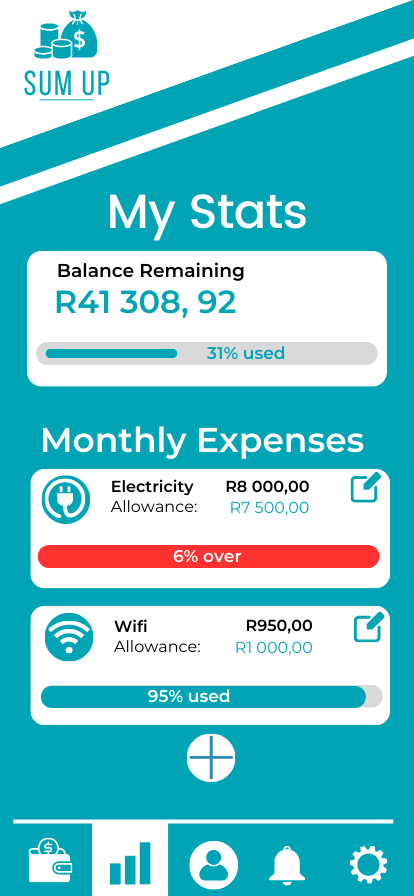 $
SUM UP
My Stats
Balance Remaining
R41 308, 92
31% used
Monthly Expenses
Electricity R8 000,00
Allowance: R7 500,00
6% over
Wifi R950,00
Allowance: R1 000,00
95% used
$